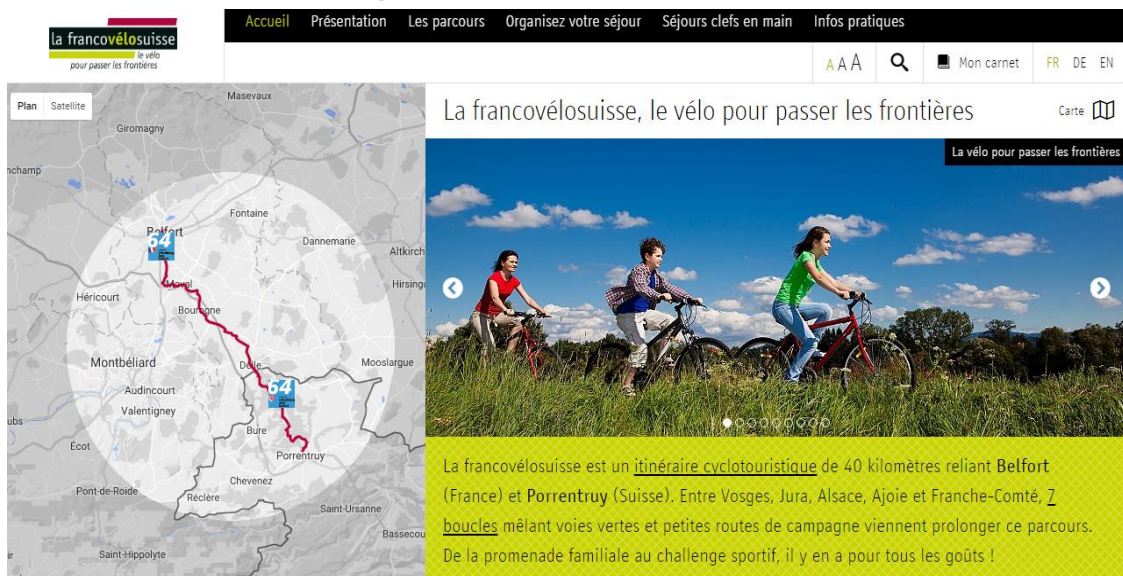 la francovélosuisse
le vélo
pour passer les frontières
Accueil Présentation Les parcours Organisez votre séjour Séjours clefs en main Infos pratiques
A A A Mon carnet FR DE EN
Plan Satellite
La francovélosuisse, le vélo pour passer les frontières Carte
La vélo pour passer les frontières
Masevaux
Giromagny
nchamp
Fontaine
Belfort
64
Dannemarie
Altkirch
Moval
Hirsing
Héricourt
Bourogne
Montbéliard
Delle
Mooslargue
Audincourt
64
Valentigney
ubs
Bure
Écot
Porrentruy
Chevenez
Pont-de-Roide
Réclère
Saint-Ursanne
Bassecou
Saint-Hippolyte
La francovélosuisse est un itinéraire cyclotouristique de 40 kilomètres reliant Belfort
(France) et Porrentruy (Suisse). Entre Vosges, Jura, Alsace, Ajoie et Franche-Comté, 7
boucles mêlant voies vertes et petites routes de campagne viennent prolonger ce parcours.
De la promenade familiale au challenge sportif, il y en a pour tous les goûts !